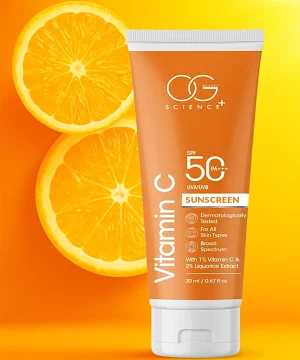 OG
SCIENCE+
SPF
50 PA+++
UVA/UVB
SUNSCREEN
Dermatologically
Tested
For All
Skin Types
Broad
Spectrum
With 1% Vitamin C &
2% Liquorice Extract
20 ml / 0.67 fl oz
Vitamin C